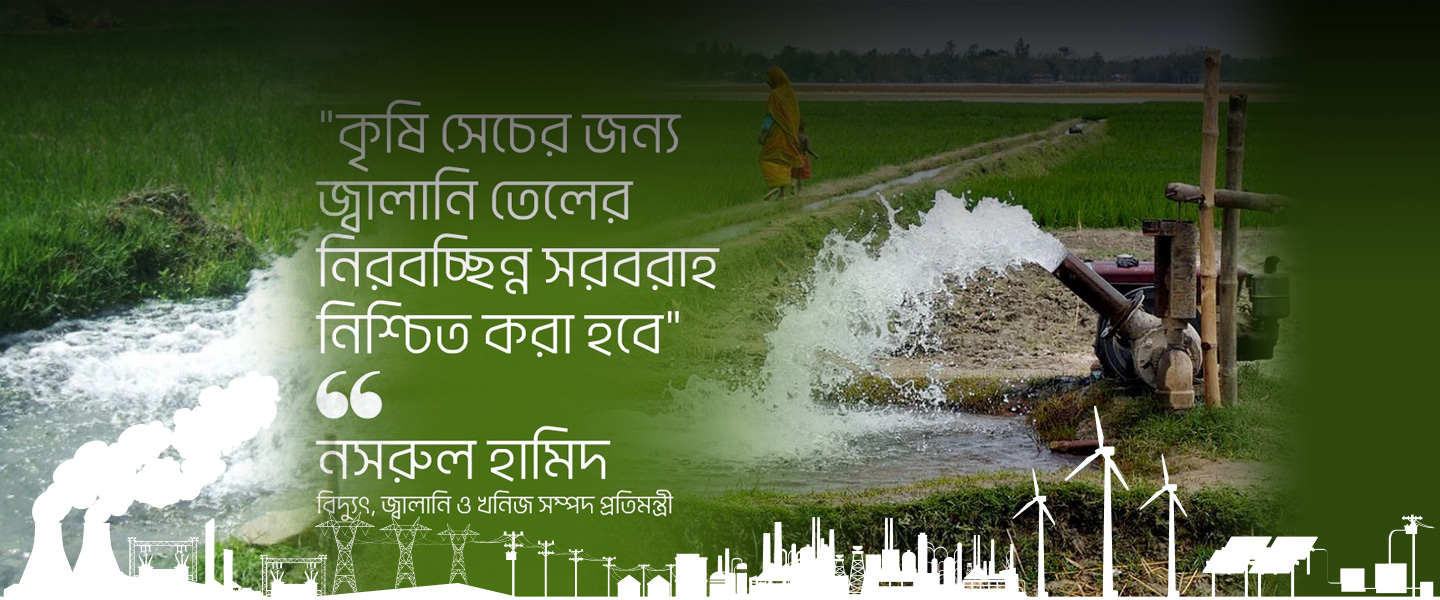 "কৃষি সেচের জন্য
জ্বালানি তেলের
নিরবচ্ছিন্ন সরবরাহ
নিশ্চিত করা হবে"
“
নসরুল হামিদ
বিদ্যুৎ, জ্বালানি ও খনিজ সম্পদ প্রতিমন্ত্রী